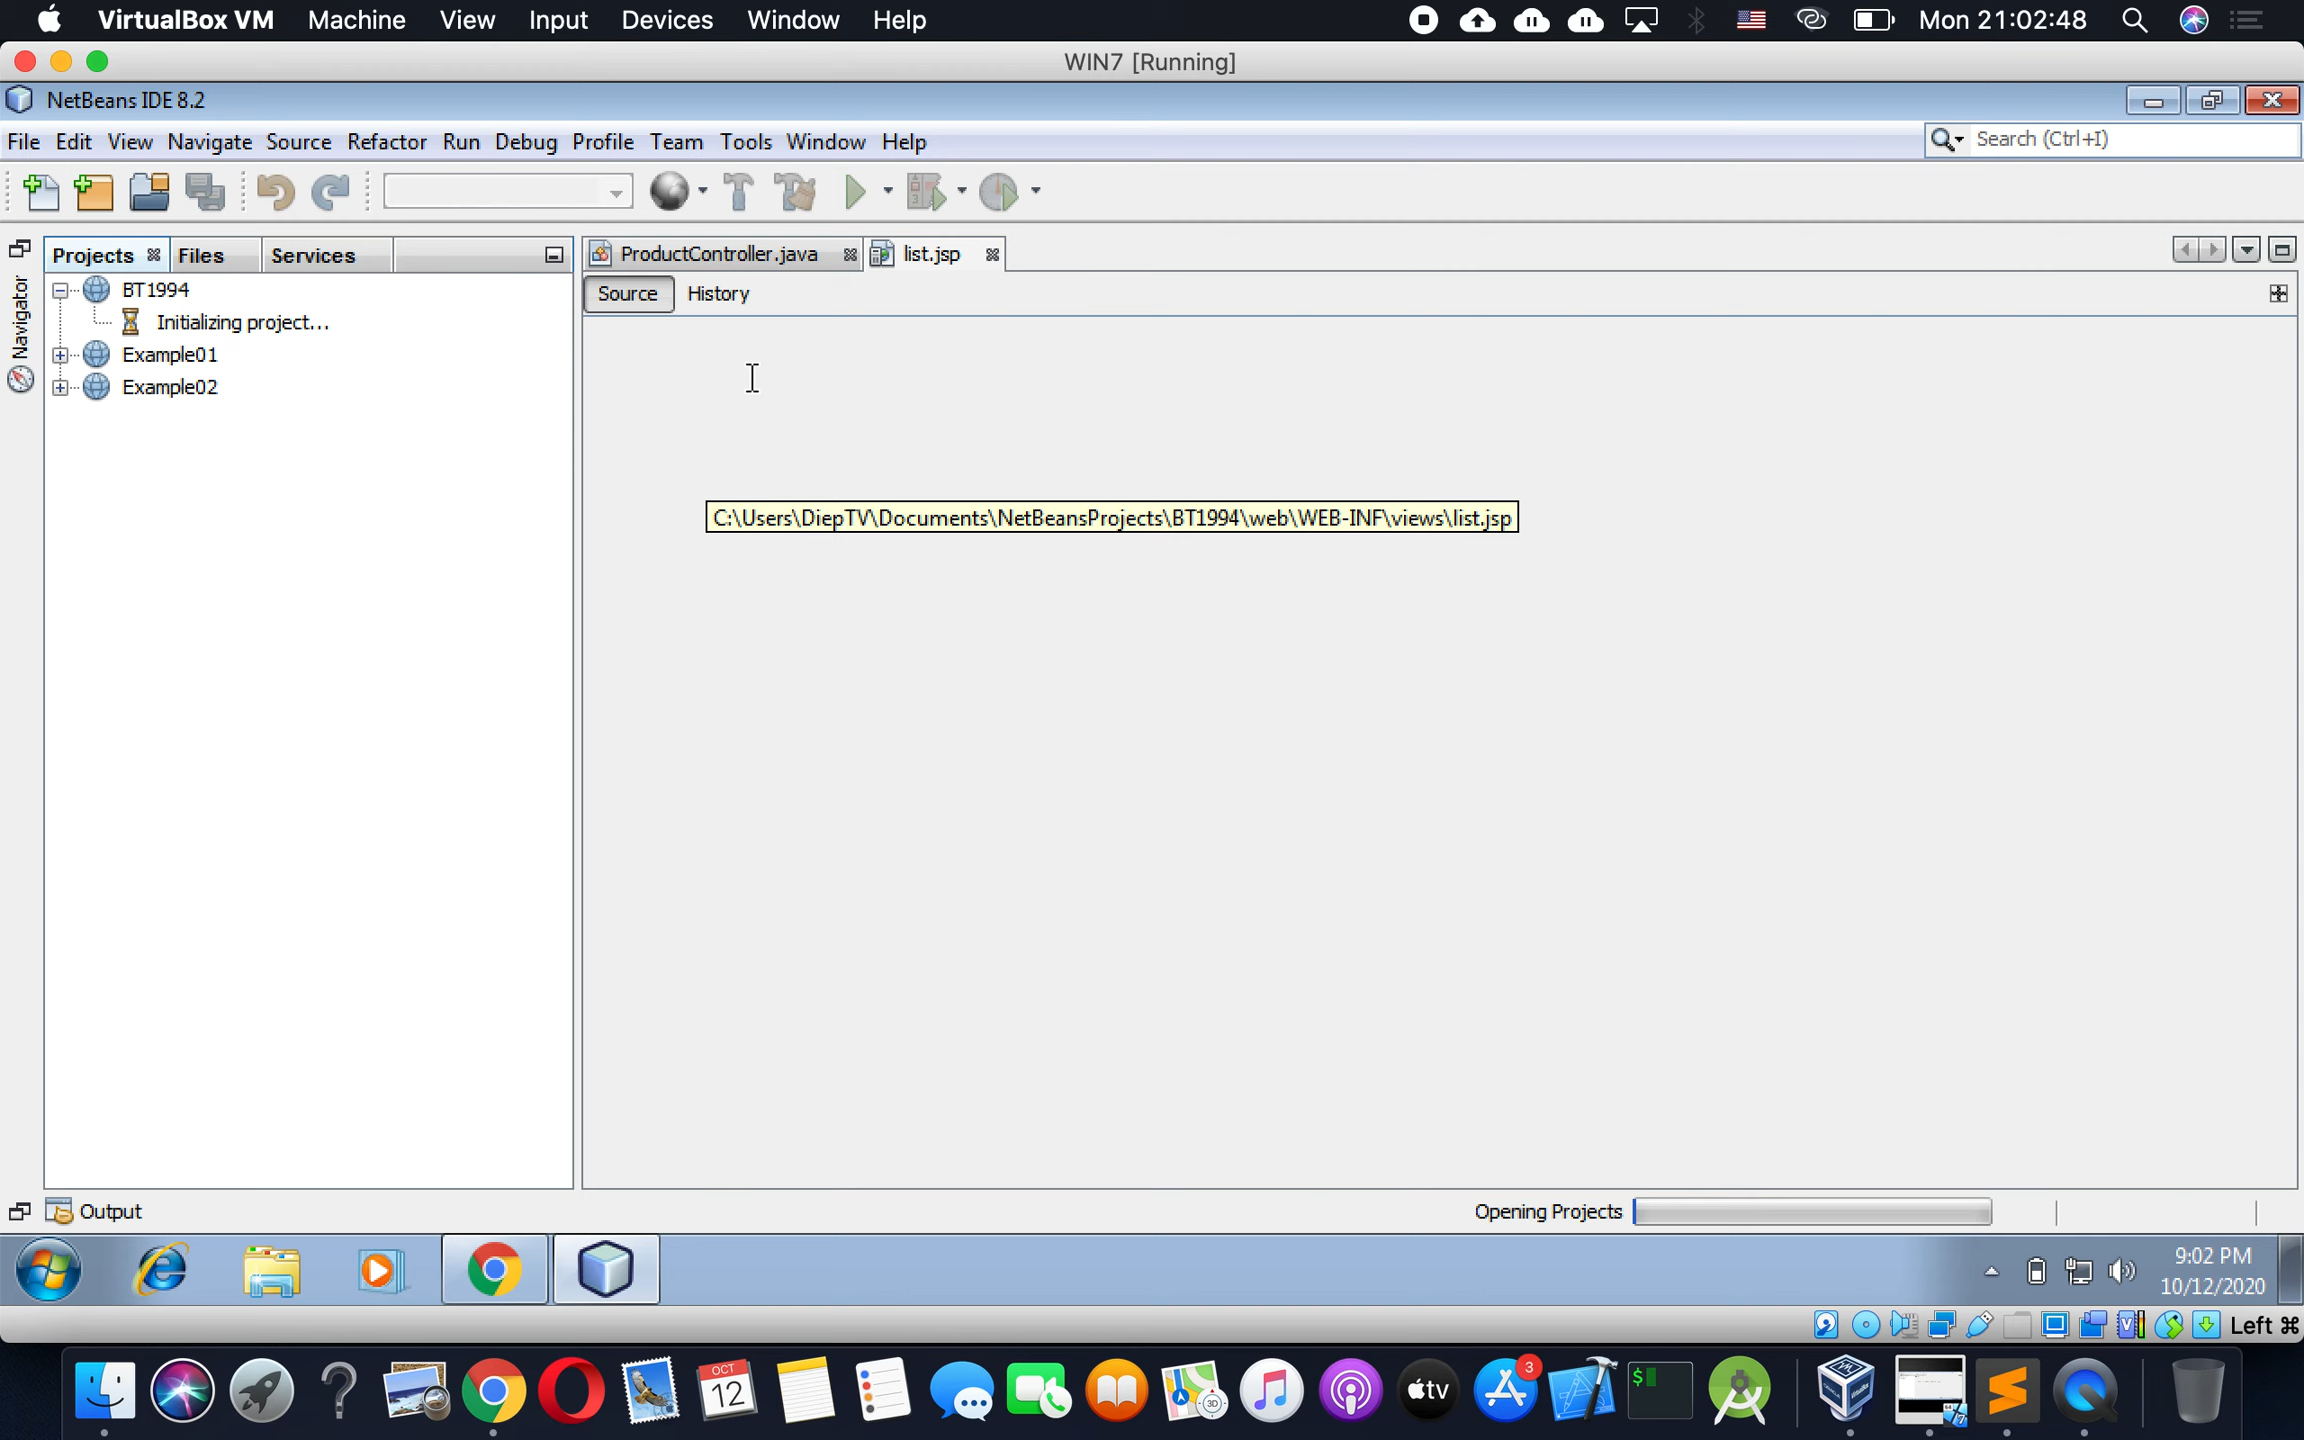 VirtualBox VM Machine View Input Devices Window Help Mon 21:02:48
WIN7 [Running]
NetBeans IDE 8.2
File Edit View Navigate Source Refactor Run Debug Profile Team Tools Window Help Search (Ctrl+I)
Projects Files Services ProductController.java list.jsp
Navigator
BT1994
Initializing project...
Example01
Example02
Source History
C:\Users\DiepTV\Documents\NetBeansProjects\BT1994\web\WEB-INF\views\list.jsp
Output Opening Projects
9:02 PM
10/12/2020
Left ⌘
OCT
12
3D
tv
3
$